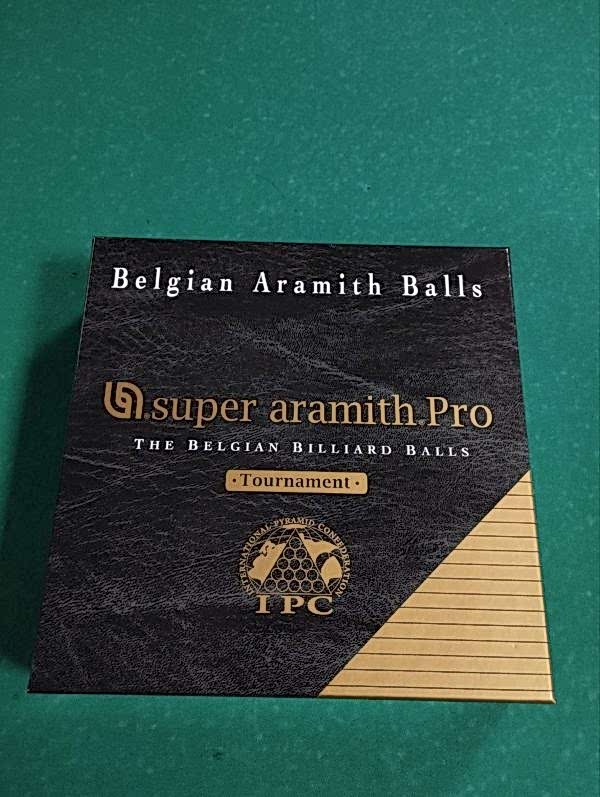 Belgian Aramith Balls
super aramith Pro
THE BELGIAN BILLIARD BALLS
·Tournament·
INTERNATIONAL·PYRAMID·CONFEDERATION
IPC